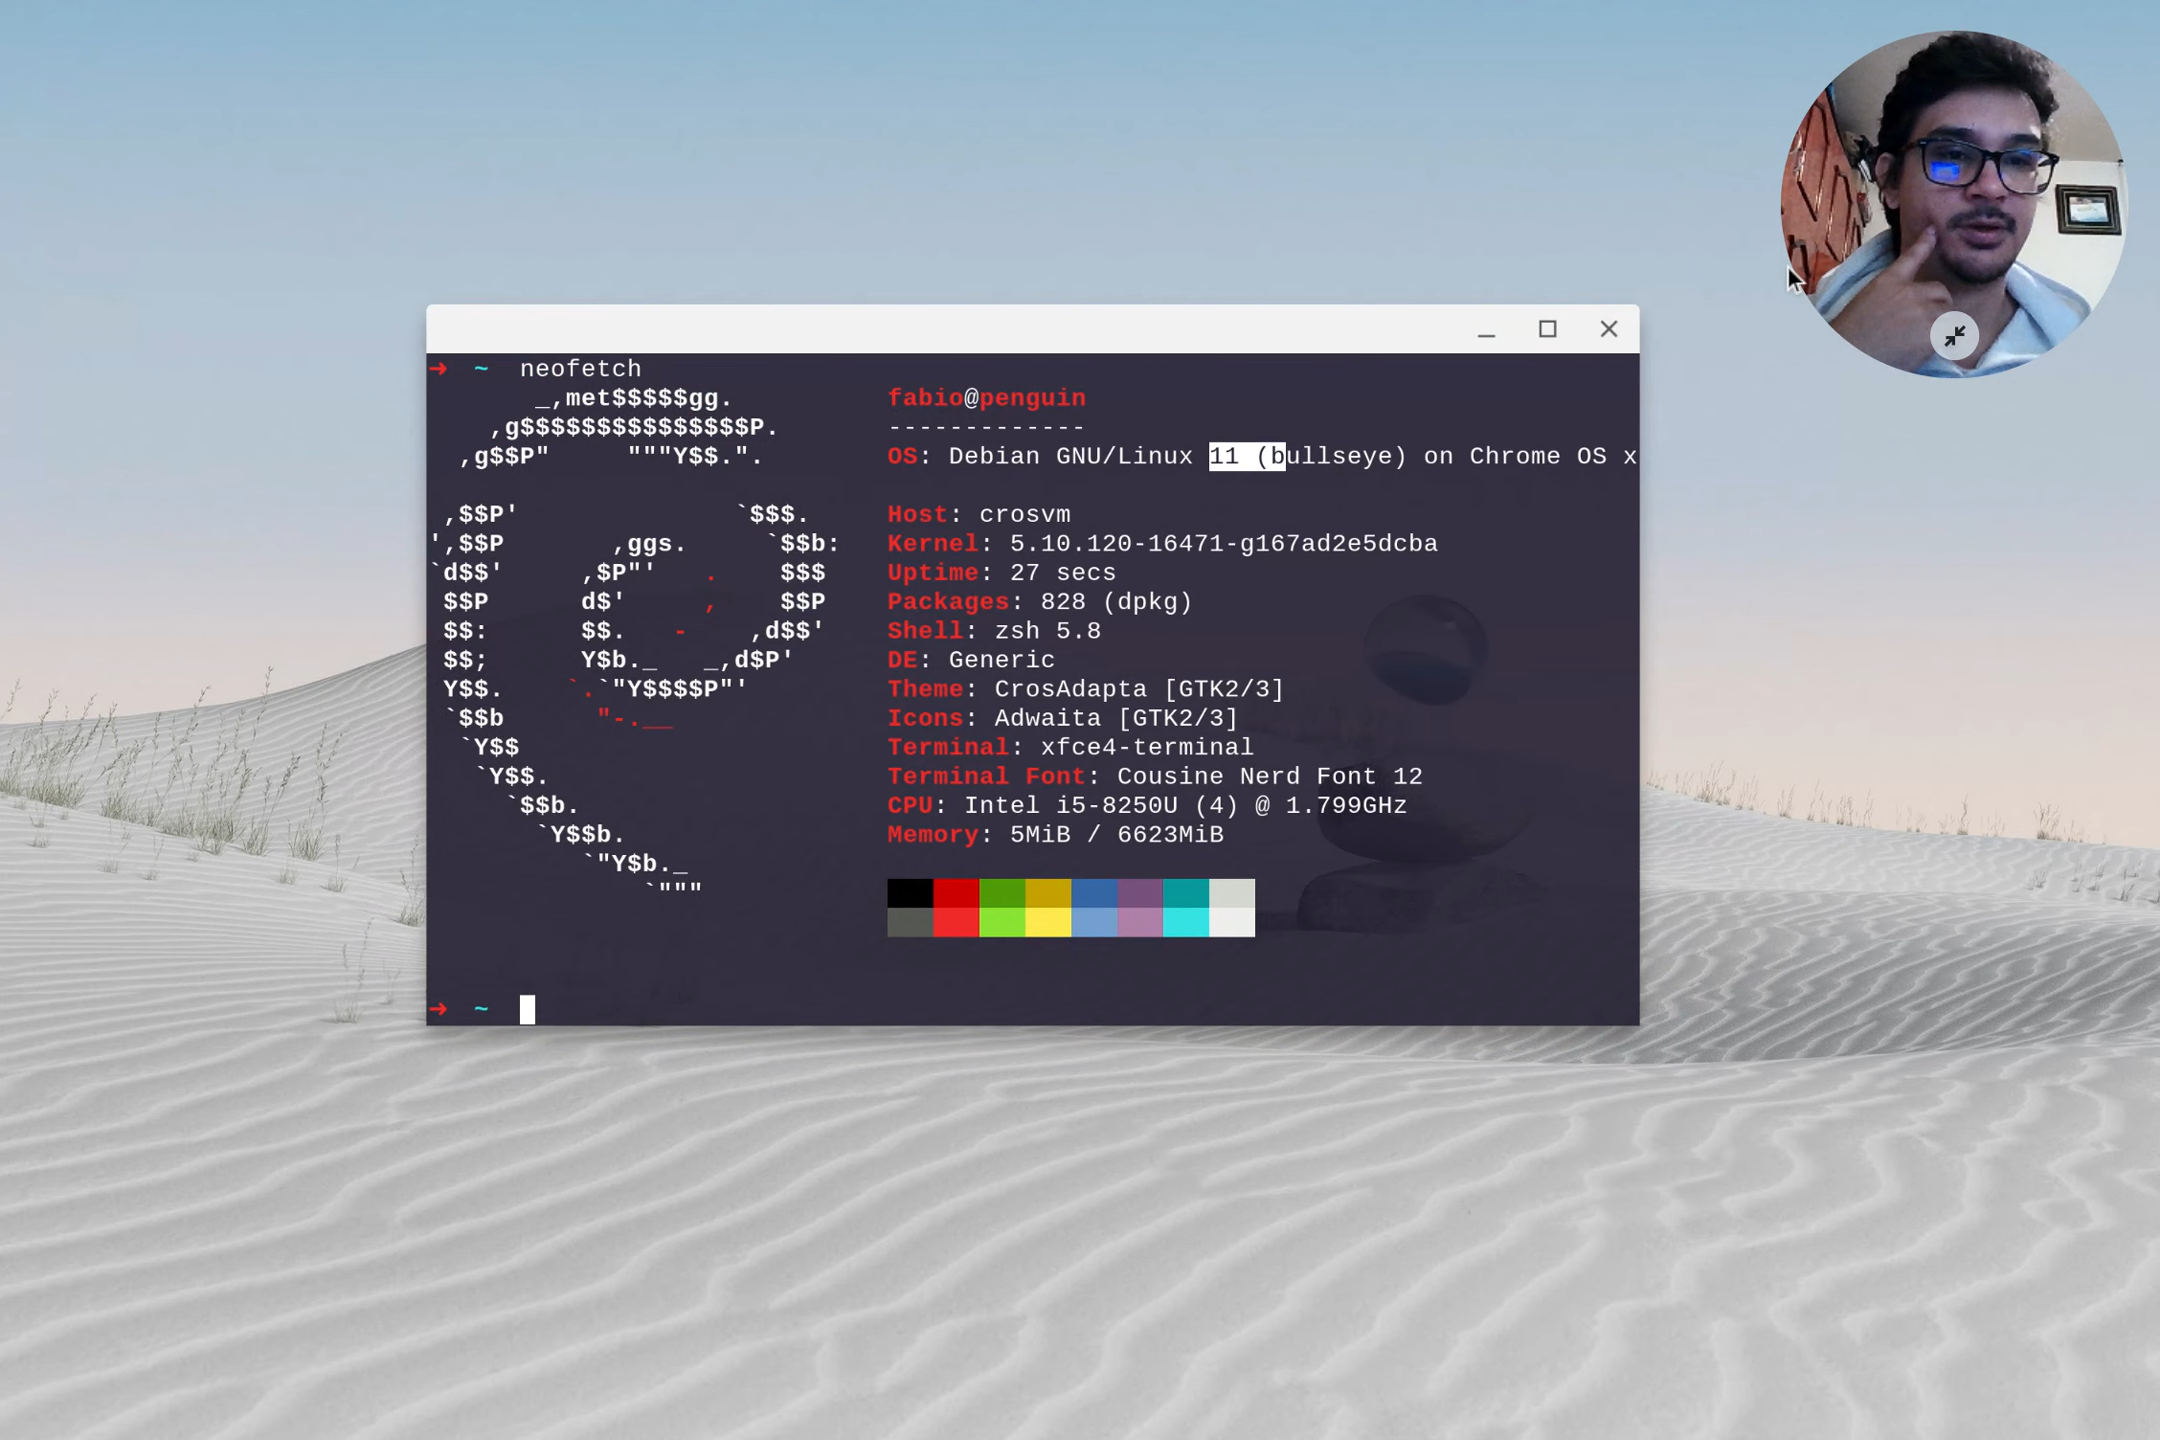 ➜ ~ neofetch
_,met$$$$$gg. fabio@penguin
,g$$$$$$$$$$$$$$$P. -------------
,g$$P" """Y$$.". OS: Debian GNU/Linux 11 (bullseye) on Chrome OS x
,$$P' `$$$. Host: crosvm
',$$P ,ggs. `$$b: Kernel: 5.10.120-16471-g167ad2e5dcba
`d$$' ,$P"' . $$$ Uptime: 27 secs
$$P d$' , $$P Packages: 828 (dpkg)
$$: $$. - ,d$$' Shell: zsh 5.8
$$; Y$b._ _,d$P' DE: Generic
Y$$. `.`"Y$$$$P"' Theme: CrosAdapta [GTK2/3]
`$$b "-.__ Icons: Adwaita [GTK2/3]
`Y$$ Terminal: xfce4-terminal
`Y$$. Terminal Font: Cousine Nerd Font 12
`$$b. CPU: Intel i5-8250U (4) @ 1.799GHz
`Y$$b. Memory: 5MiB / 6623MiB
`"Y$b._
`"""
➜ ~